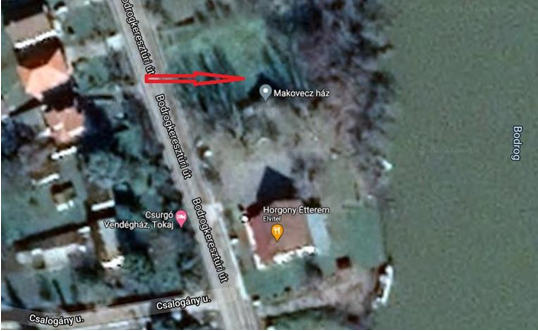 Bodrogkeresztúri út
Makovecz ház
Bodrogkeresztúri út
Bodrog
Bodrogkeresztúri út
Horgony Étterem
Elvitel
Csurgó
Vendégház, Tokaj
Csalogány u.
Csalogány u.